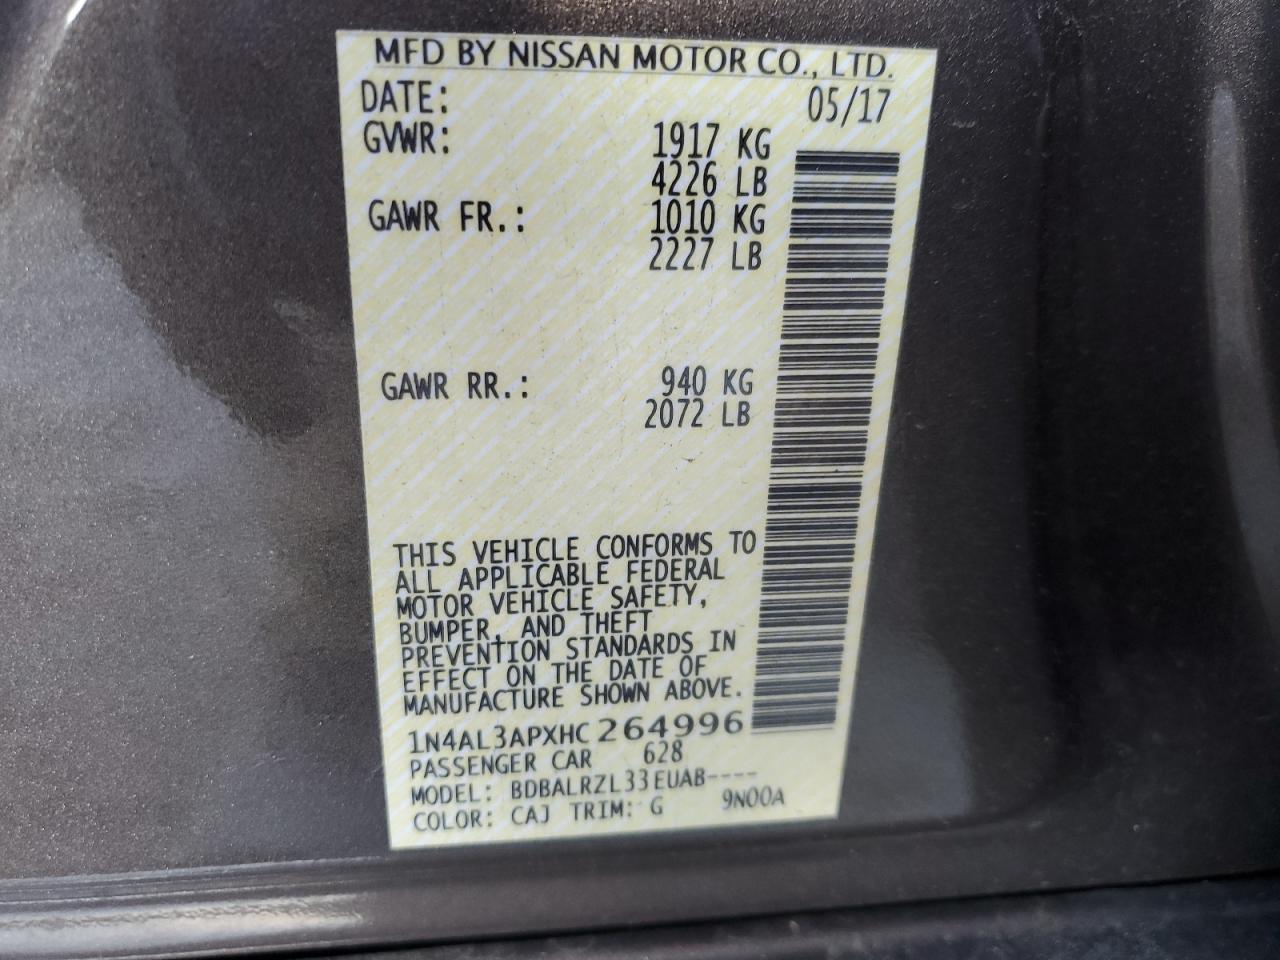 MFD BY NISSAN MOTOR CO., LTD.
DATE: 05/17
GVWR: 1917 KG
4226 LB
GAWR FR.: 1010 KG
2227 LB
GAWR RR.: 940 KG
2072 LB
THIS VEHICLE CONFORMS TO
ALL APPLICABLE FEDERAL
MOTOR VEHICLE SAFETY,
BUMPER, AND THEFT
PREVENTION STANDARDS IN
EFFECT ON THE DATE OF
MANUFACTURE SHOWN ABOVE.
1N4AL3APXHC264996
PASSENGER CAR 628
MODEL: BDBALRZL33EUAB----
COLOR: CAJ TRIM: G 9N00A